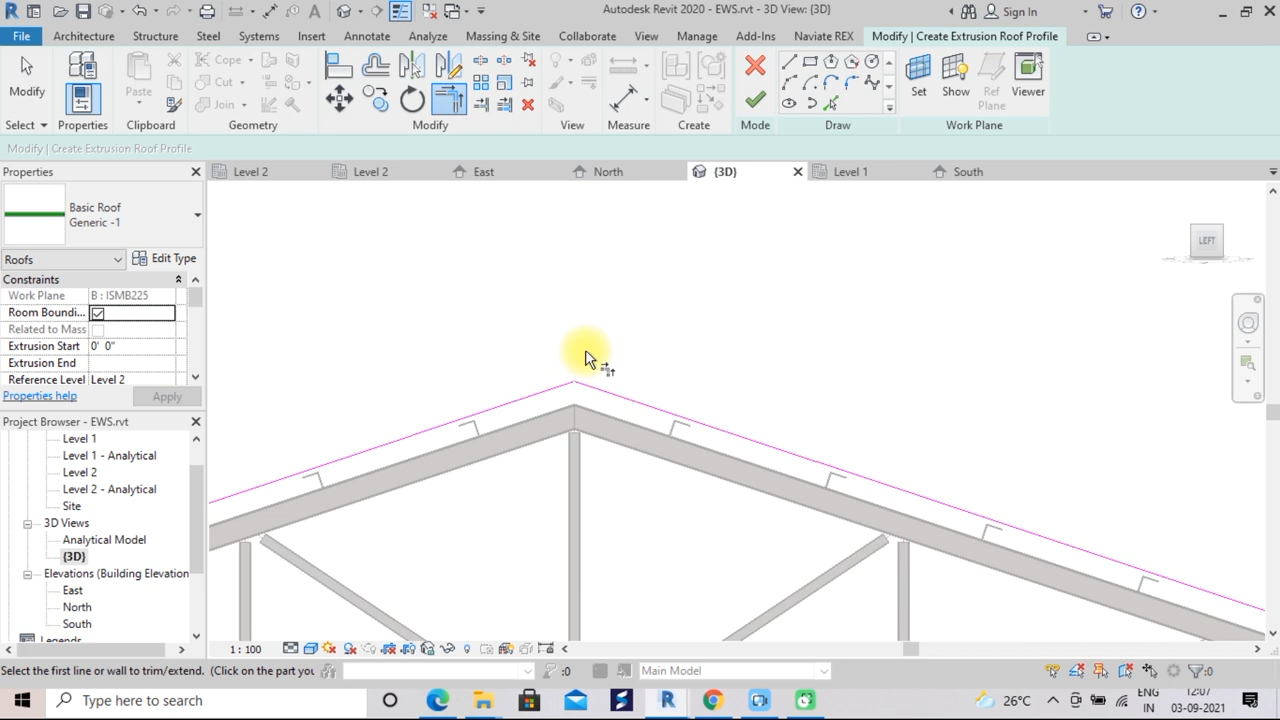 Autodesk Revit 2020 - EWS.rvt - 3D View: {3D}
Sign In
File Architecture Structure Steel Systems Insert Annotate Analyze Massing & Site Collaborate View Manage Add-Ins Naviate REX Modify | Create Extrusion Roof Profile
Modify
Paste
Cope
Cut
Join
Set Show Ref Plane Viewer
Select Properties Clipboard Geometry Modify View Measure Create Mode Draw Work Plane
Modify | Create Extrusion Roof Profile
Properties
Level 2 Level 2 East North {3D} Level 1 South
Basic Roof
Generic -1
Roofs Edit Type
Constraints
Work Plane B : ISMB225
Room Boundi...
Related to Mass
Extrusion Start 0' 0"
Extrusion End
Reference Level Level 2
Properties help Apply
LEFT
Project Browser - EWS.rvt
Level 1
Level 1 - Analytical
Level 2
Level 2 - Analytical
Site
3D Views
Analytical Model
{3D}
Elevations (Building Elevation
East
North
South
Legends
1 : 100
Select the first line or wall to trim/extend. (Click on the part you
:0
Main Model
:0
Type here to search
26°C
ENG
IN
12:07
03-09-2021